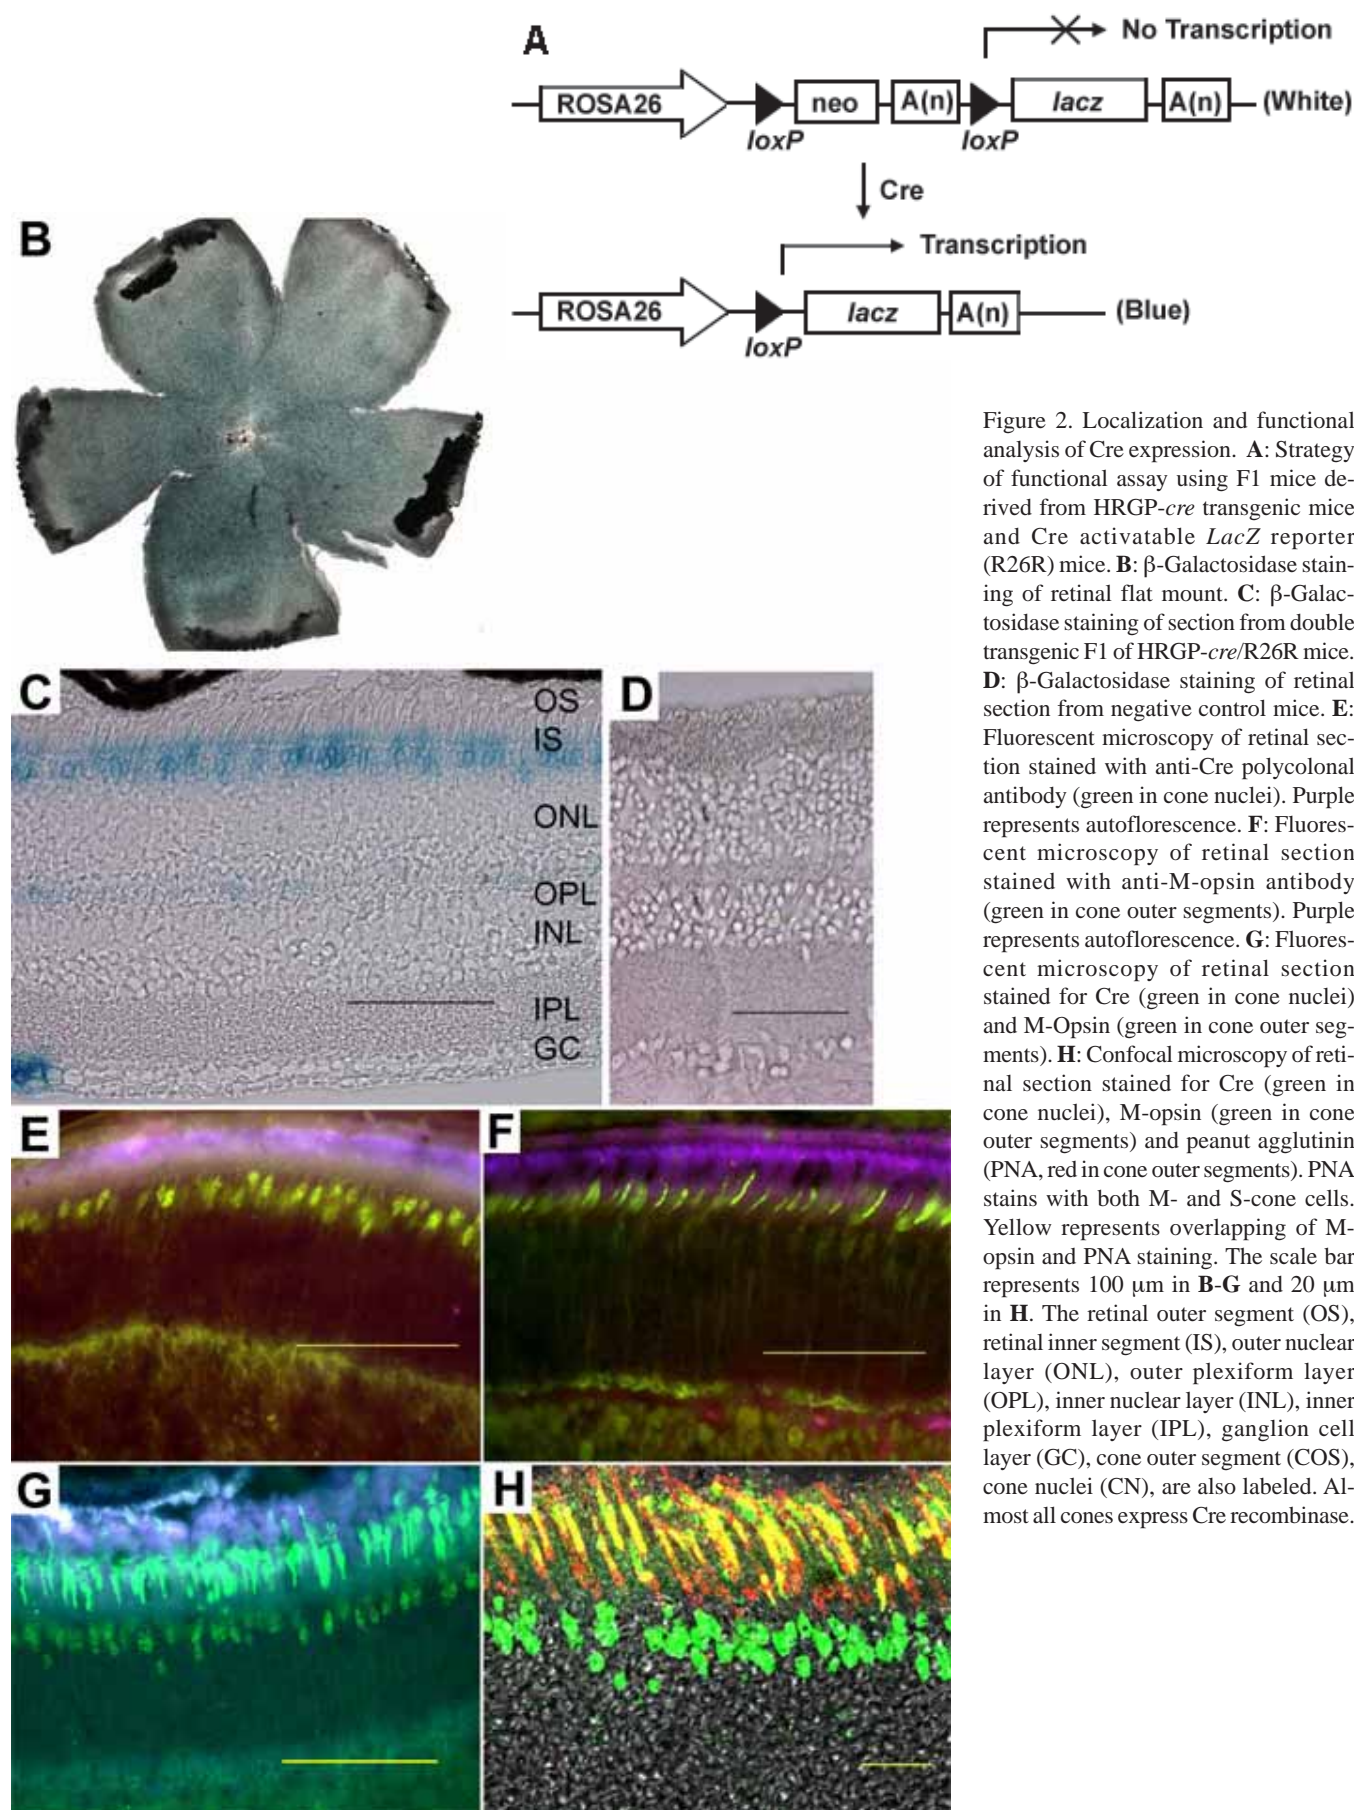 A
No Transcription
ROSA26
neo
A(n)
lacz
A(n)
(White)
loxP
loxP
Cre
Transcription
ROSA26
lacz
A(n)
(Blue)
loxP
B
C
OS
IS
ONL
OPL
INL
IPL
GC
D
E
F
G
H
Figure 2. Localization and functional
analysis of Cre expression. A: Strategy
of functional assay using F1 mice de-
rived from HRGP-cre transgenic mice
and Cre activatable LacZ reporter
(R26R) mice. B: β-Galactosidase stain-
ing of retinal flat mount. C: β-Galac-
tosidase staining of section from double
transgenic F1 of HRGP-cre/R26R mice.
D: β-Galactosidase staining of retinal
section from negative control mice. E:
Fluorescent microscopy of retinal sec-
tion stained with anti-Cre polycolonal
antibody (green in cone nuclei). Purple
represents autoflorescence. F: Fluores-
cent microscopy of retinal section
stained with anti-M-opsin antibody
(green in cone outer segments). Purple
represents autoflorescence. G: Fluores-
cent microscopy of retinal section
stained for Cre (green in cone nuclei)
and M-Opsin (green in cone outer seg-
ments). H: Confocal microscopy of reti-
nal section stained for Cre (green in
cone nuclei), M-opsin (green in cone
outer segments) and peanut agglutinin
(PNA, red in cone outer segments). PNA
stains with both M- and S-cone cells.
Yellow represents overlapping of M-
opsin and PNA staining. The scale bar
represents 100 μm in B-G and 20 μm
in H. The retinal outer segment (OS),
retinal inner segment (IS), outer nuclear
layer (ONL), outer plexiform layer
(OPL), inner nuclear layer (INL), inner
plexiform layer (IPL), ganglion cell
layer (GC), cone outer segment (COS),
cone nuclei (CN), are also labeled. Al-
most all cones express Cre recombinase.